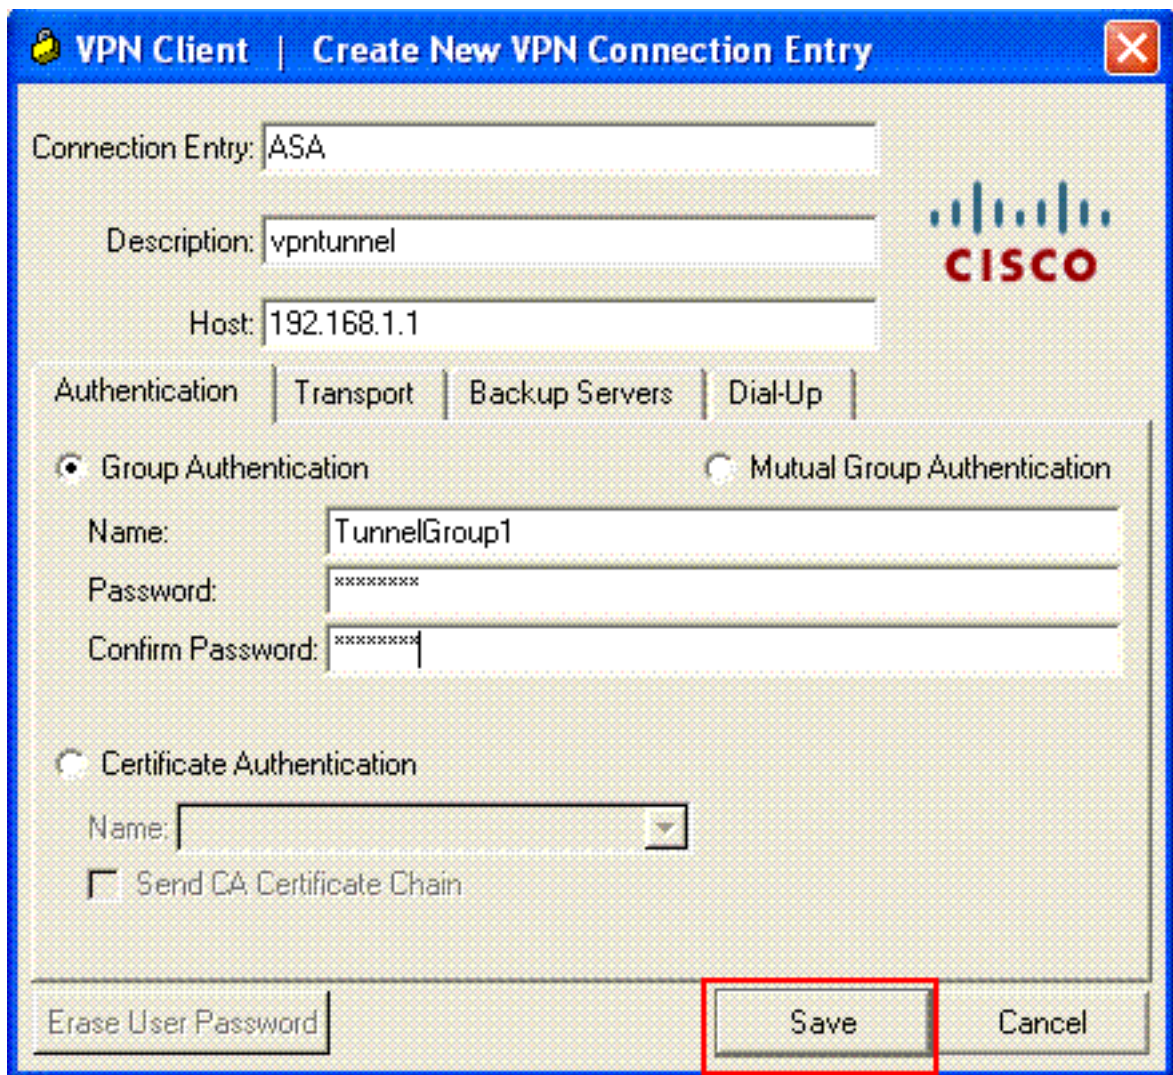 VPN Client | Create New VPN Connection Entry
Connection Entry: ASA
Description: vpntunnel
CISCO
Host: 192.168.1.1
Authentication Transport Backup Servers Dial-Up
Group Authentication Mutual Group Authentication
Name: TunnelGroup1
Password: ********
Confirm Password: ********
Certificate Authentication
Name:
Send CA Certificate Chain
Erase User Password Save Cancel